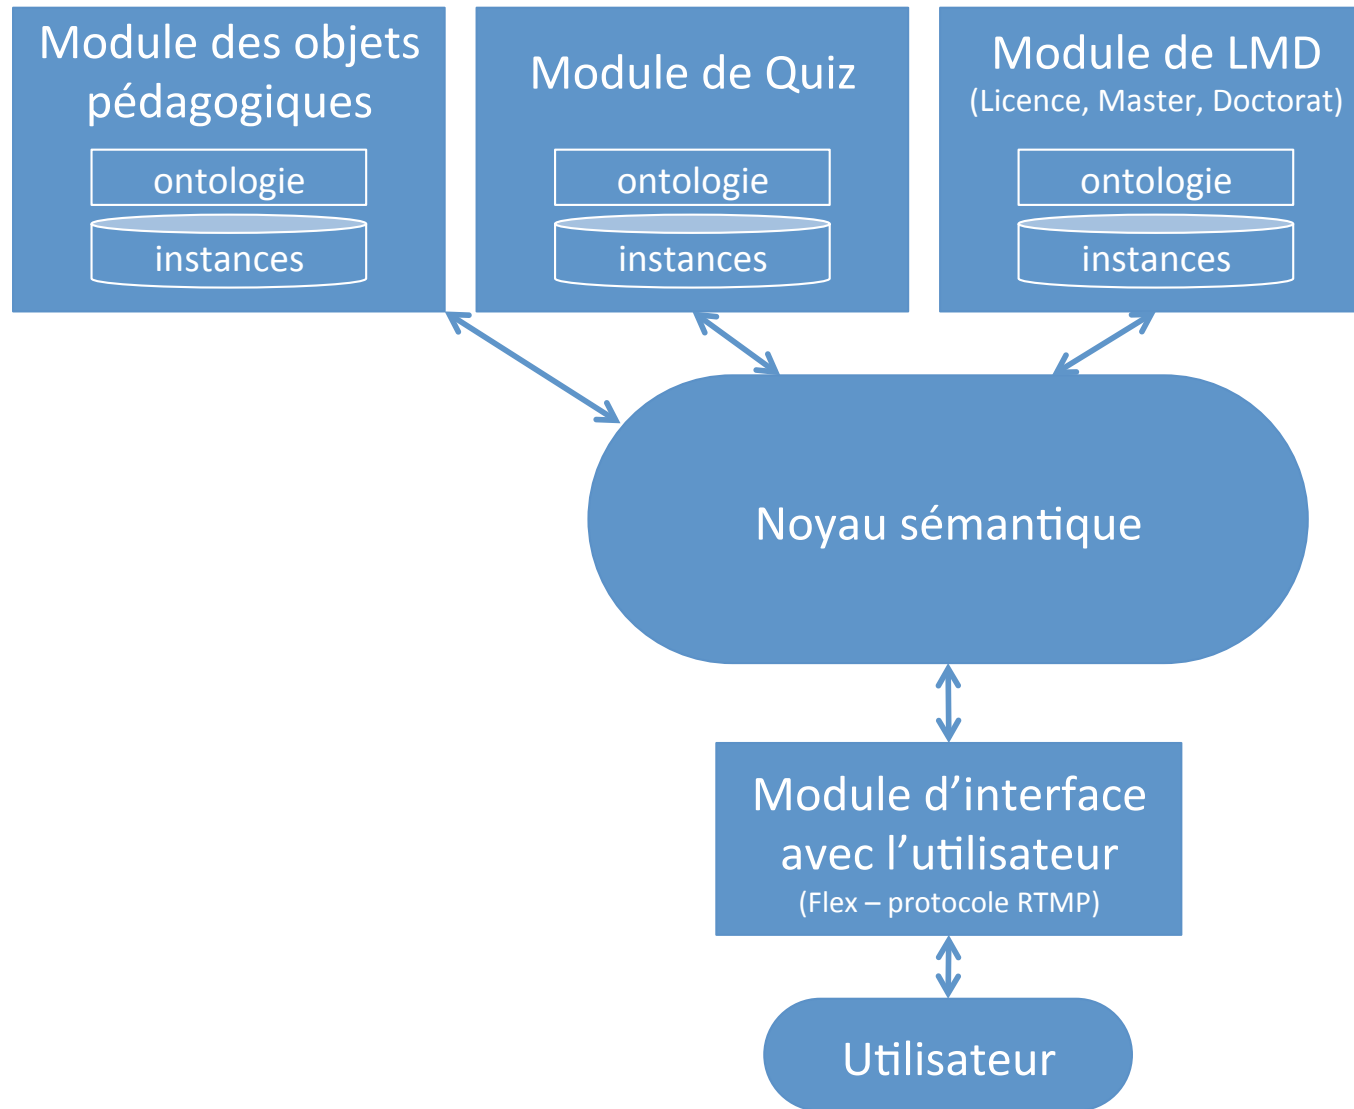 Module des objets
pédagogiques
ontologie
instances
Module de Quiz
ontologie
instances
Module de LMD
(Licence, Master, Doctorat)
ontologie
instances
Noyau sémantique
Module d’interface
avec l’utilisateur
(Flex – protocole RTMP)
Utilisateur